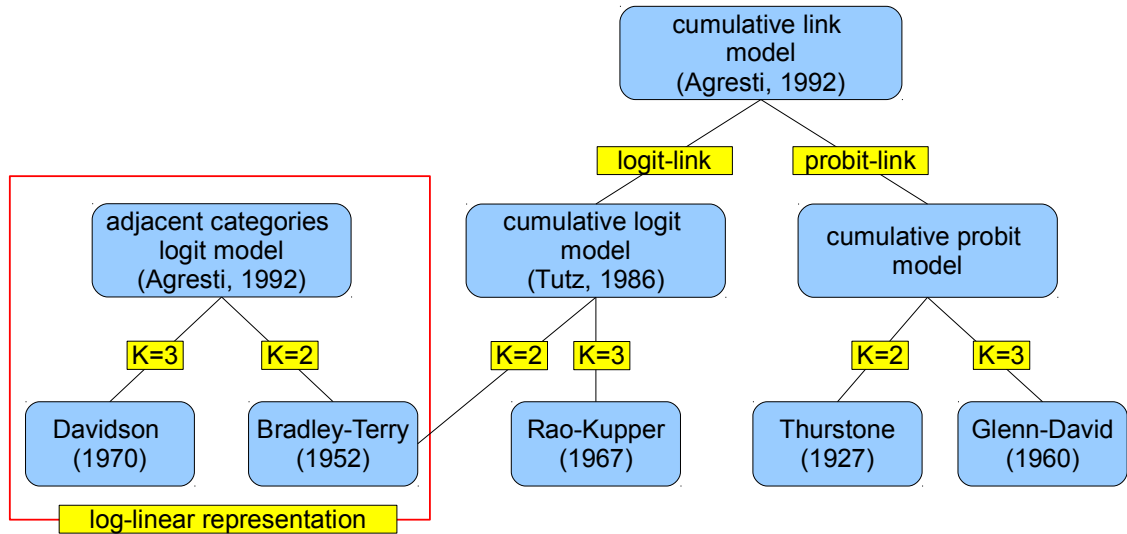 cumulative link
model
(Agresti, 1992)
logit-link
probit-link
adjacent categories
logit model
(Agresti, 1992)
cumulative logit
model
(Tutz, 1986)
cumulative probit
model
K=3
K=2
K=2
K=3
K=2
K=3
Davidson
(1970)
Bradley-Terry
(1952)
Rao-Kupper
(1967)
Thurstone
(1927)
Glenn-David
(1960)
log-linear representation